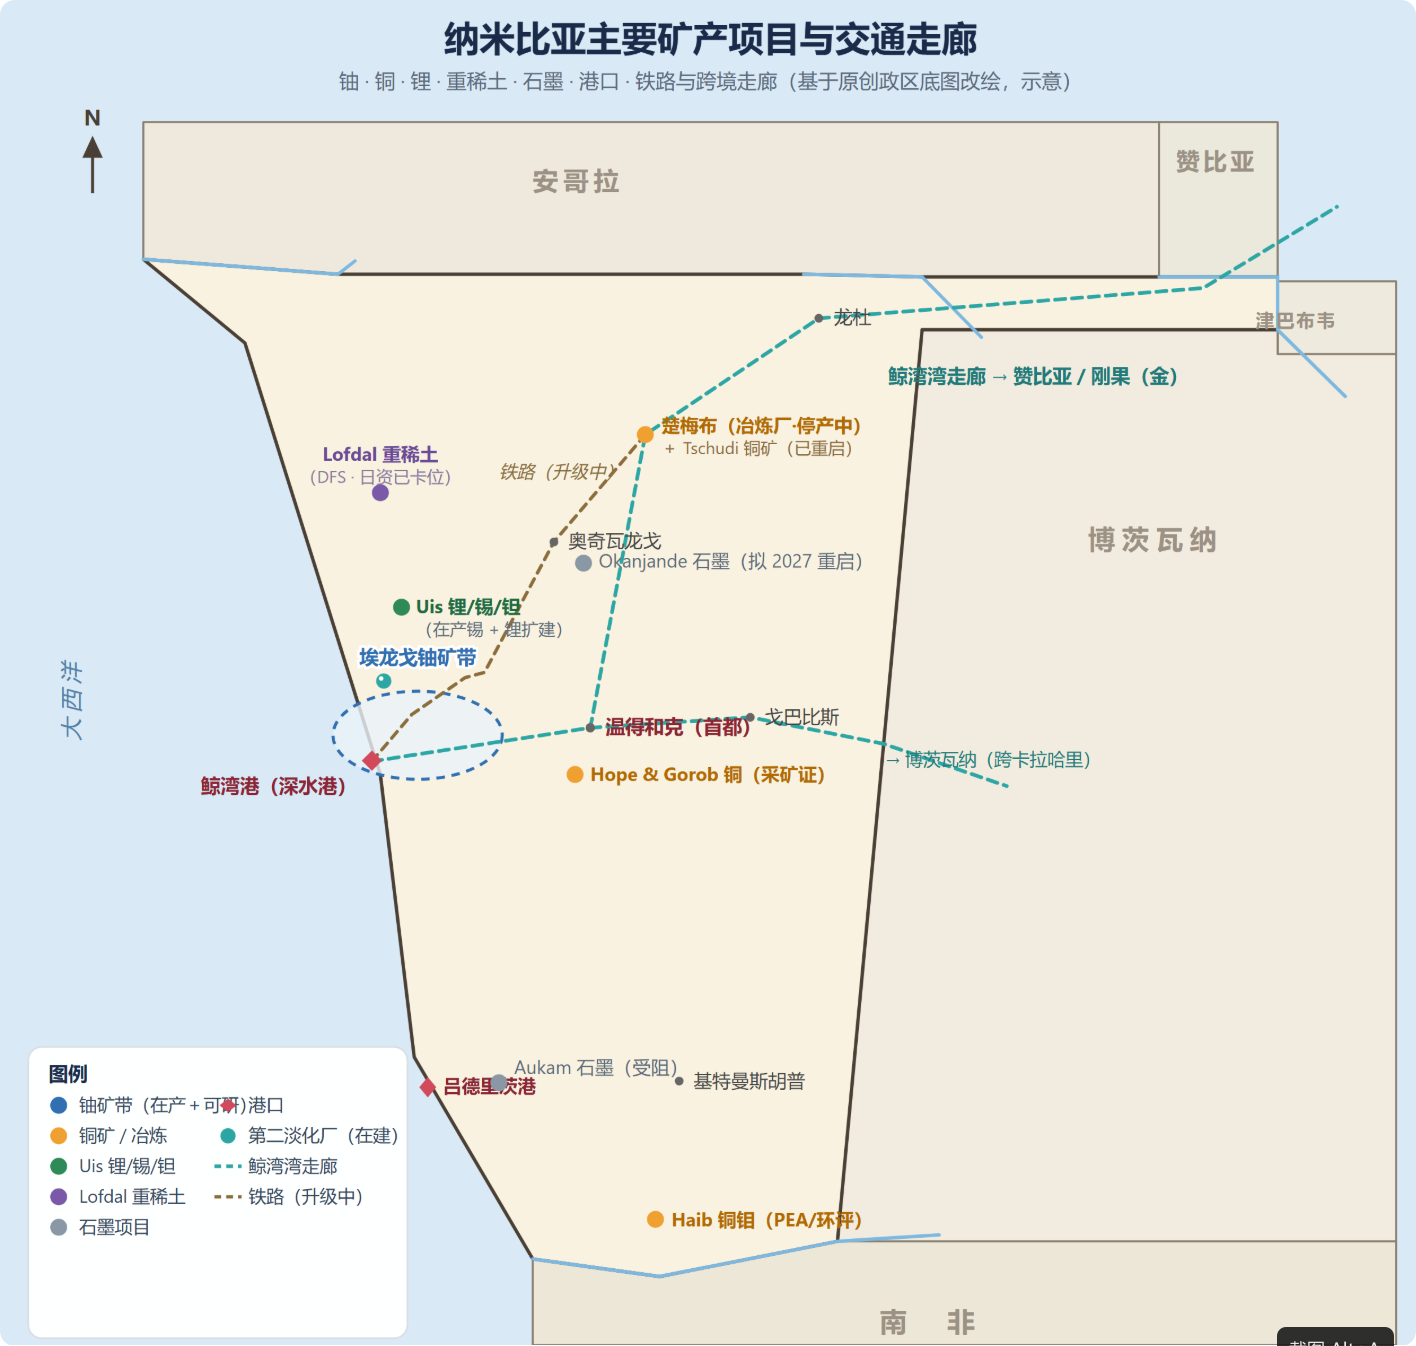 纳米比亚主要矿产项目与交通走廊
铀 · 铜 · 锂 · 重稀土 · 石墨 · 港口 · 铁路与跨境走廊（基于原创政区底图改绘，示意）
N
安哥拉
赞比亚
龙杜
津巴布韦
鲸湾湾走廊 → 赞比亚 / 刚果（金）
楚梅布（冶炼厂·停产中）
+ Tschudi 铜矿（已重启）
Lofdal 重稀土
（DFS · 日资已卡位）
铁路（升级中）
奥奇瓦龙戈
Okanjande 石墨（拟 2027 重启）
博茨瓦纳
Uis 锂/锡/钽
（在产锡 + 锂扩建）
埃龙戈铀矿带
大西洋
温得和克（首都）
戈巴比斯
→ 博茨瓦纳（跨卡拉哈里）
鲸湾港（深水港）
Hope & Gorob 铜（采矿证）
Aukam 石墨（受阻）
吕德里茨港
基特曼斯胡普
Haib 铜钼（PEA/环评）
南 非
图例
铀矿带（在产 + 可研）
港口
铜矿 / 冶炼
第二淡化厂（在建）
Uis 锂/锡/钽
鲸湾湾走廊
Lofdal 重稀土
铁路（升级中）
石墨项目